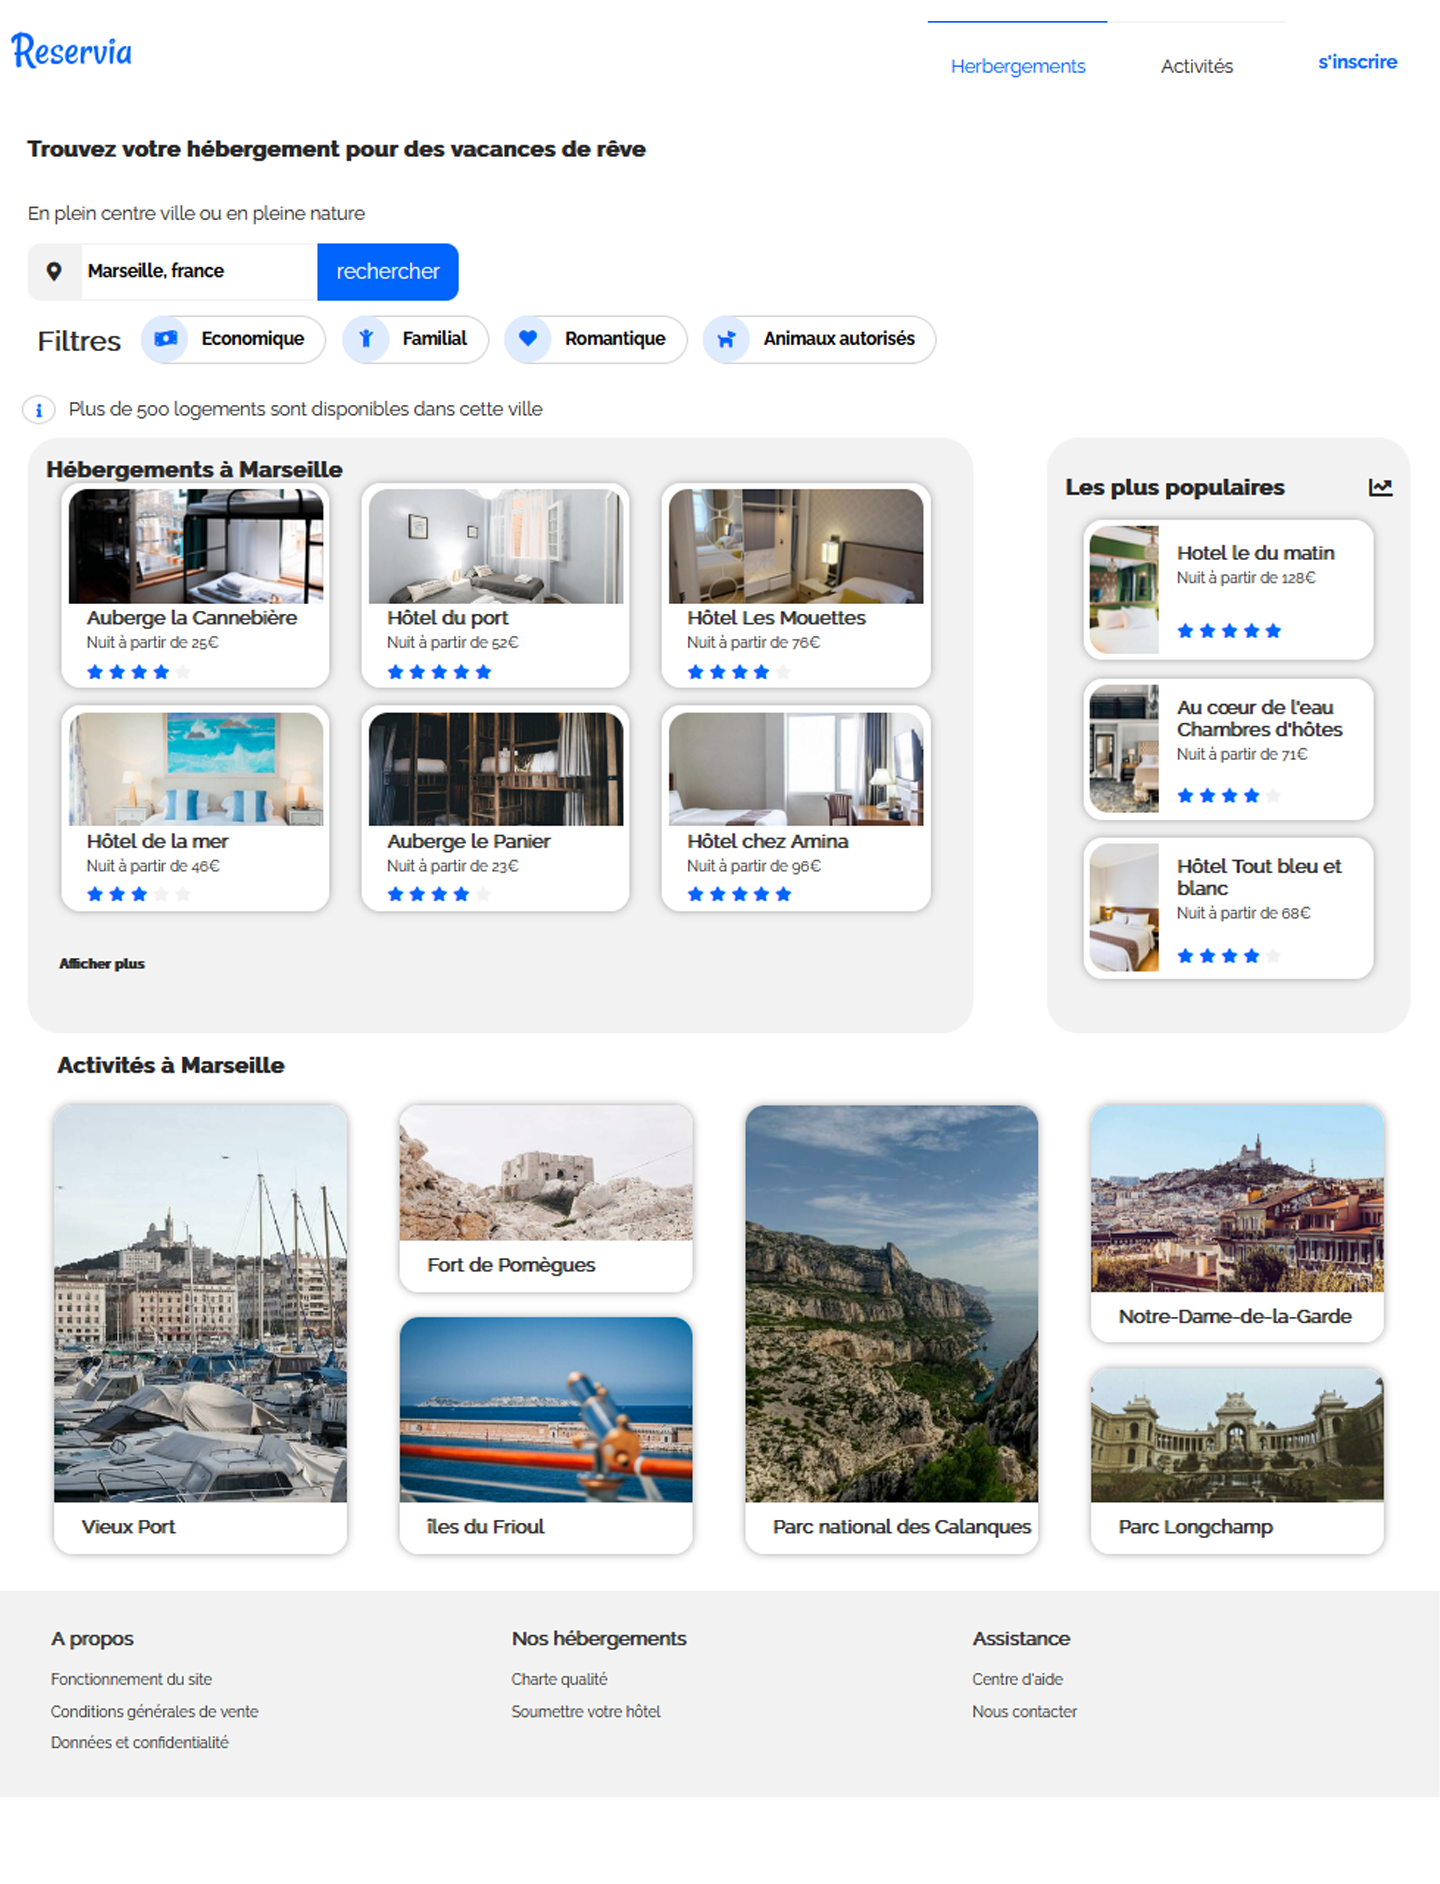 Reservia
Herbergements
Activités
s'inscrire
Trouvez votre hébergement pour des vacances de rêve
En plein centre ville ou en pleine nature
Marseille, france
rechercher
Filtres
Economique
Familial
Romantique
Animaux autorisés
Plus de 500 logements sont disponibles dans cette ville
Hébergements à Marseille
Auberge la Cannebière
Nuit à partir de 25€
Hôtel du port
Nuit à partir de 52€
Hôtel Les Mouettes
Nuit à partir de 76€
Hôtel de la mer
Nuit à partir de 46€
Auberge le Panier
Nuit à partir de 23€
Hôtel chez Amina
Nuit à partir de 96€
Afficher plus
Les plus populaires
Hotel le du matin
Nuit à partir de 128€
Au cœur de l'eau
Chambres d'hôtes
Nuit à partir de 71€
Hôtel Tout bleu et
blanc
Nuit à partir de 68€
Activités à Marseille
Vieux Port
Fort de Pomègues
îles du Frioul
Parc national des Calanques
Notre-Dame-de-la-Garde
Parc Longchamp
A propos
Fonctionnement du site
Conditions générales de vente
Données et confidentialité
Nos hébergements
Charte qualité
Soumettre votre hôtel
Assistance
Centre d'aide
Nous contacter